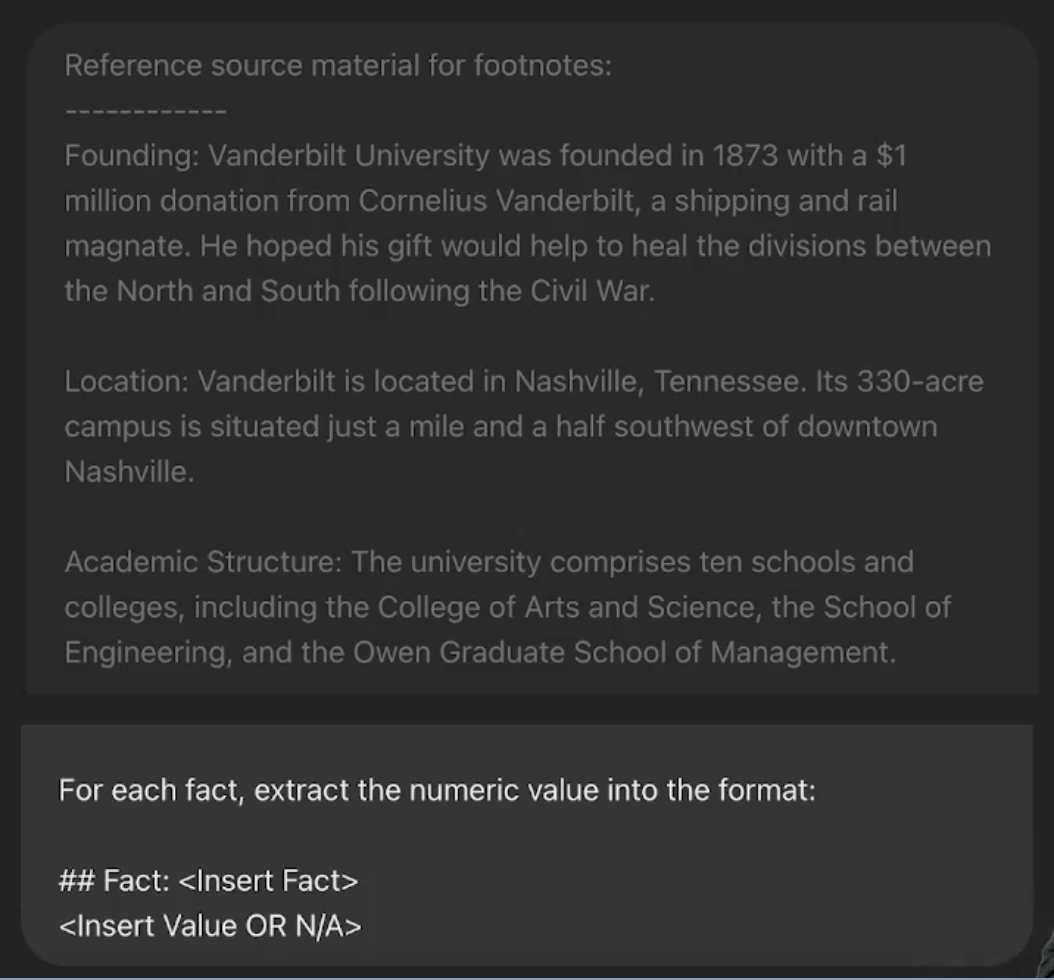 Reference source material for footnotes:
------------
Founding: Vanderbilt University was founded in 1873 with a $1
million donation from Cornelius Vanderbilt, a shipping and rail
magnate. He hoped his gift would help to heal the divisions between
the North and South following the Civil War.
Location: Vanderbilt is located in Nashville, Tennessee. Its 330-acre
campus is situated just a mile and a half southwest of downtown
Nashville.
Academic Structure: The university comprises ten schools and
colleges, including the College of Arts and Science, the School of
Engineering, and the Owen Graduate School of Management.
For each fact, extract the numeric value into the format:
## Fact: <Insert Fact>
<Insert Value OR N/A>